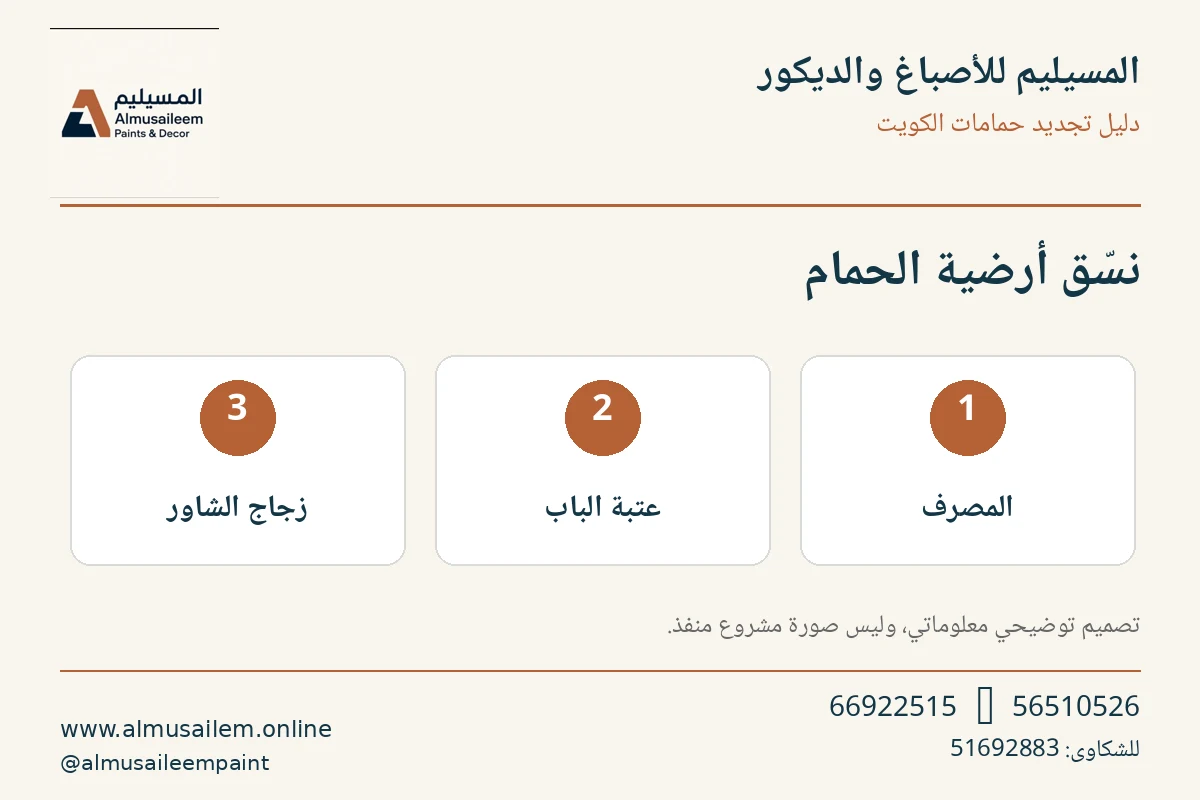 المسيليم للأصباغ والديكور
دليل تجديد حمامات الكويت
المسيليم
Almusaileem
Paints & Decor
نسّق أرضية الحمام
1
المصرف
2
عتبة الباب
3
زجاج الشاور
تصميم توضيحي معلوماتي، وليس صورة مشروع منفذ.
56510526 66922515
للشكاوى: 51692883
www.almusailem.online
@almusaileempaint